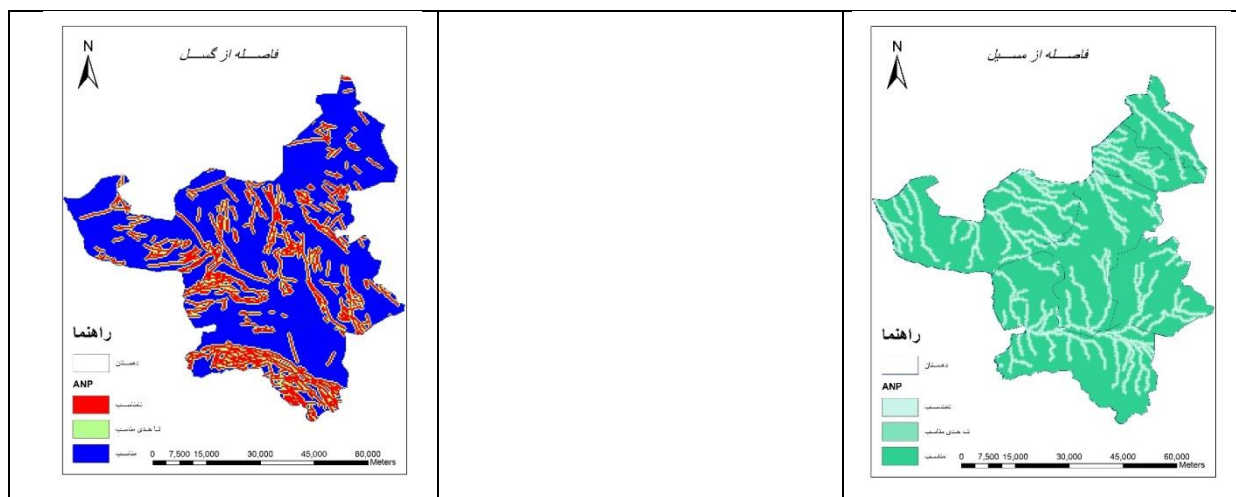 N
فاصله از گسل
راهنما
دهستان
ANP
نامناسب
تا حدی مناسب
مناسب
0 7,500 15,000 30,000 45,000 60,000
Meters
N
فاصله از مسیل
راهنما
دهستان
ANP
نامناسب
تا حدی مناسب
مناسب
0 7,500 15,000 30,000 45,000 60,000
Meters